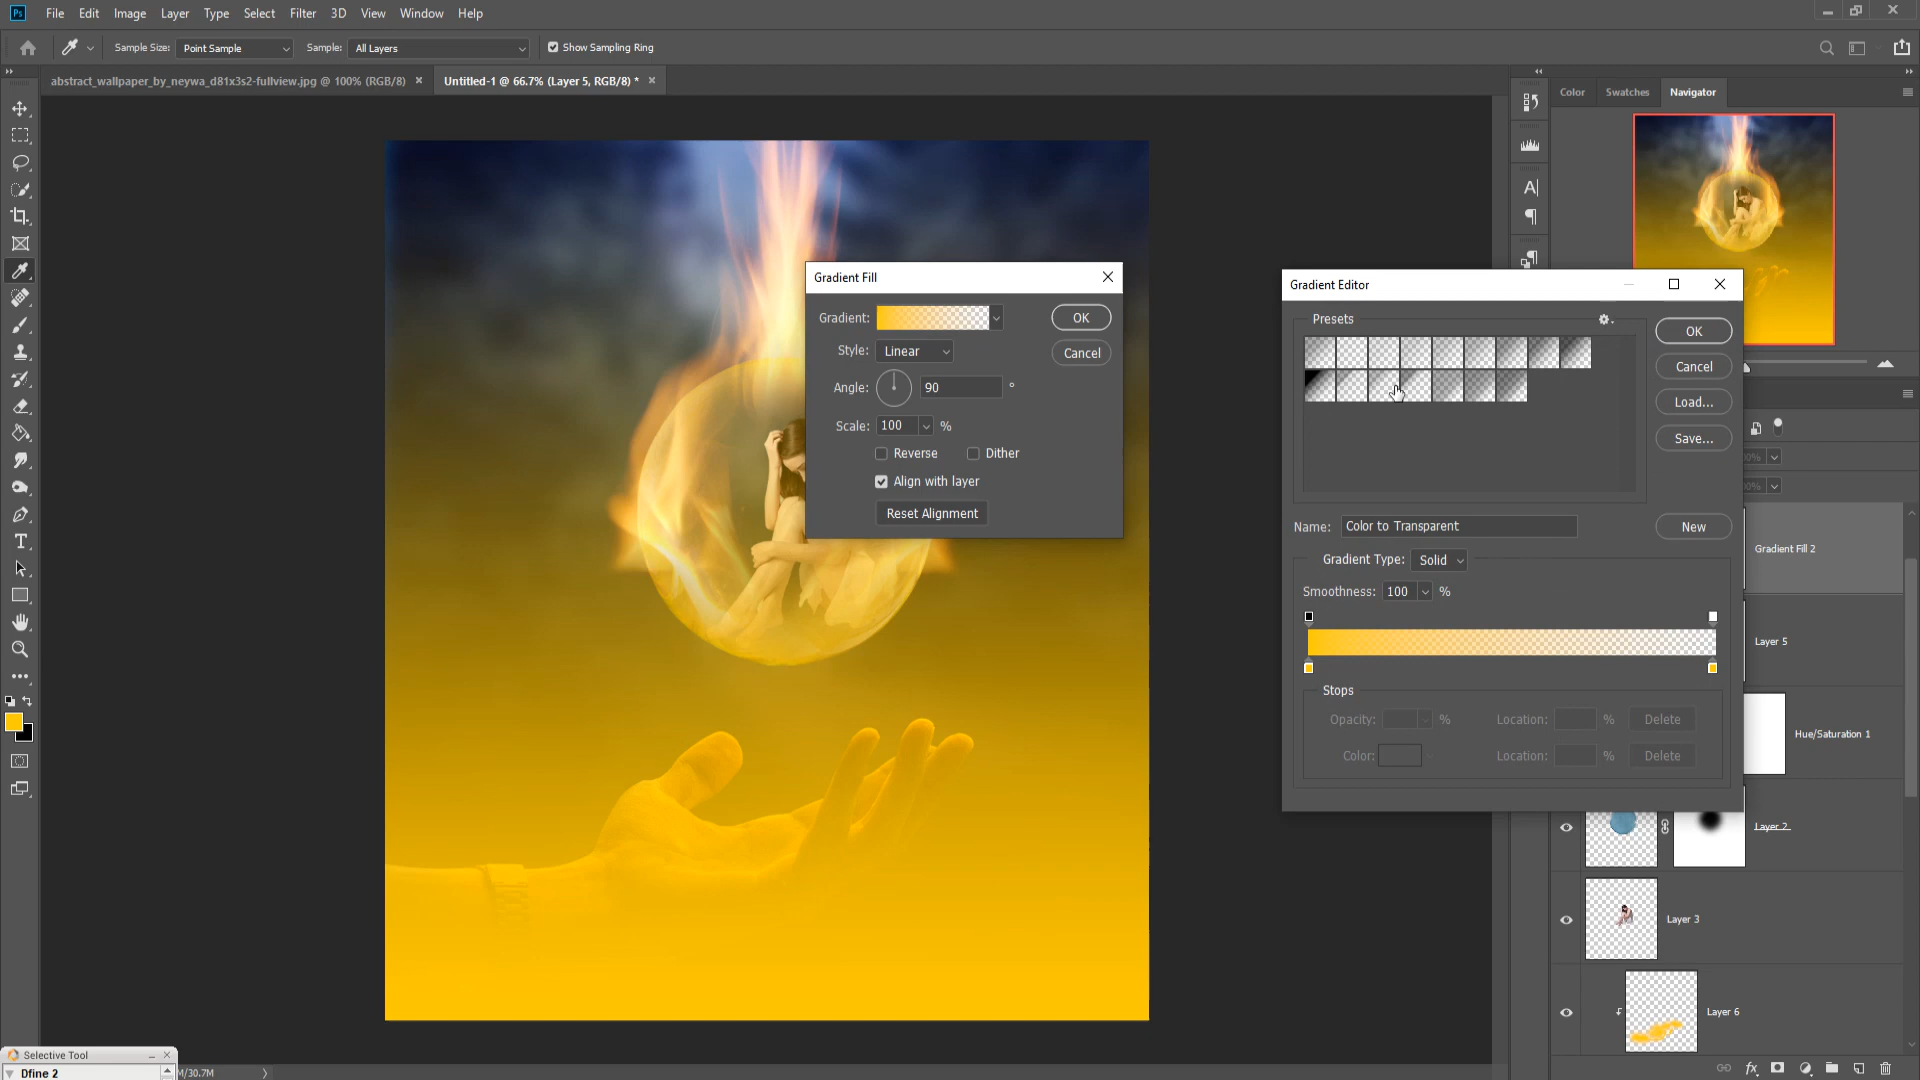 Ps File Edit Image Layer Type Select Filter 3D View Window Help
Sample Size: Point Sample Sample: All Layers Show Sampling Ring
abstract_wallpaper_by_neywa_d81x3s2-fullview.jpg @ 100% (RGB/8) × Untitled-1 @ 66.7% (Layer 5, RGB/8) * ×
Color Swatches Navigator
Gradient Fill
Gradient: OK
Style: Linear Cancel
Angle: 90 °
Scale: 100 %
Reverse Dither
Align with layer
Reset Alignment
Gradient Editor
Presets
OK
Cancel
Load...
Save...
Name: Color to Transparent New
Gradient Type: Solid
Smoothness: 100 %
Stops
Opacity: % Location: % Delete
Color: Location: % Delete
Gradient Fill 2
Layer 5
Hue/Saturation 1
Layer 2
Layer 3
Layer 6
fx
Selective Tool
Dfine 2
M/30.7M